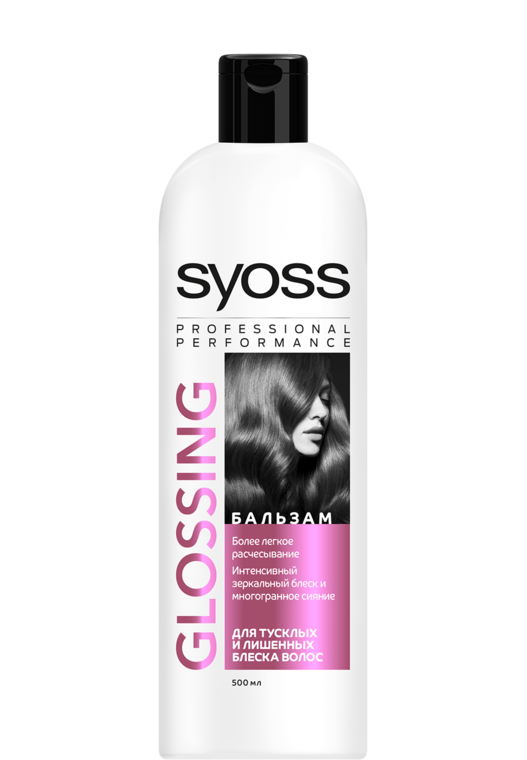 syoss
PROFESSIONAL
PERFORMANCE
GLOSSING
БАЛЬЗАМ
Более легкое
расчесывание
Интенсивный
зеркальный блеск и
многогранное сияние
ДЛЯ ТУСКЛЫХ
И ЛИШЕННЫХ
БЛЕСКА ВОЛОС
500 мл